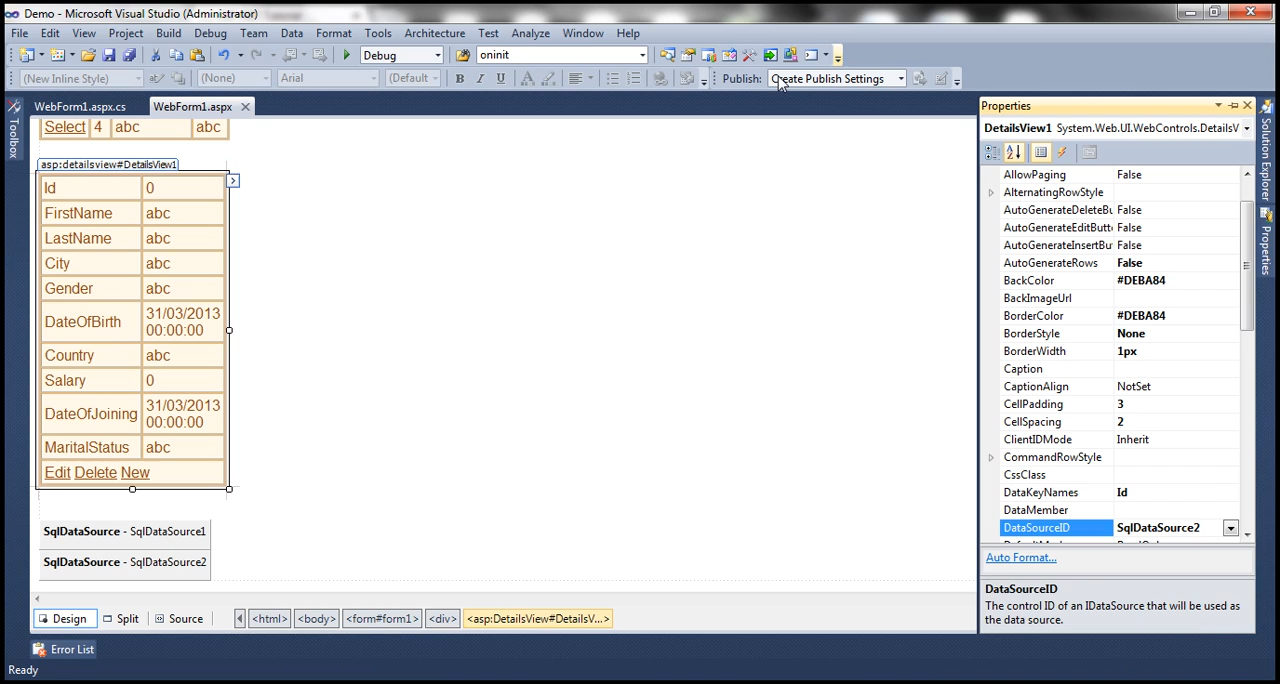 Demo - Microsoft Visual Studio (Administrator)
File Edit View Project Build Debug Team Data Format Tools Architecture Test Analyze Window Help
Debug oninit
(New Inline Style) (None) Arial (Default B I U A Publish: Create Publish Settings
WebForm1.aspx.cs WebForm1.aspx
Toolbox
Select 4 abc abc
asp:detailsview#DetailsView1
Id 0
FirstName abc
LastName abc
City abc
Gender abc
DateOfBirth 31/03/2013 00:00:00
Country abc
Salary 0
DateOfJoining 31/03/2013 00:00:00
MaritalStatus abc
Edit Delete New
SqlDataSource - SqlDataSource1
SqlDataSource - SqlDataSource2
Design Split Source <html> <body> <form#form1> <div> <asp:DetailsView#DetailsV...>
Error List
Ready
Properties
DetailsView1 System.Web.UI.WebControls.DetailsV
AllowPaging False
AlternatingRowStyle
AutoGenerateDeleteBu False
AutoGenerateEditButto False
AutoGenerateInsertBu False
AutoGenerateRows False
BackColor #DEBA84
BackImageUrl
BorderColor #DEBA84
BorderStyle None
BorderWidth 1px
Caption
CaptionAlign NotSet
CellPadding 3
CellSpacing 2
ClientIDMode Inherit
CommandRowStyle
CssClass
DataKeyNames Id
DataMember
DataSourceID SqlDataSource2
Auto Format...
DataSourceID
The control ID of an IDataSource that will be used as
the data source.
Solution Explorer
Properties